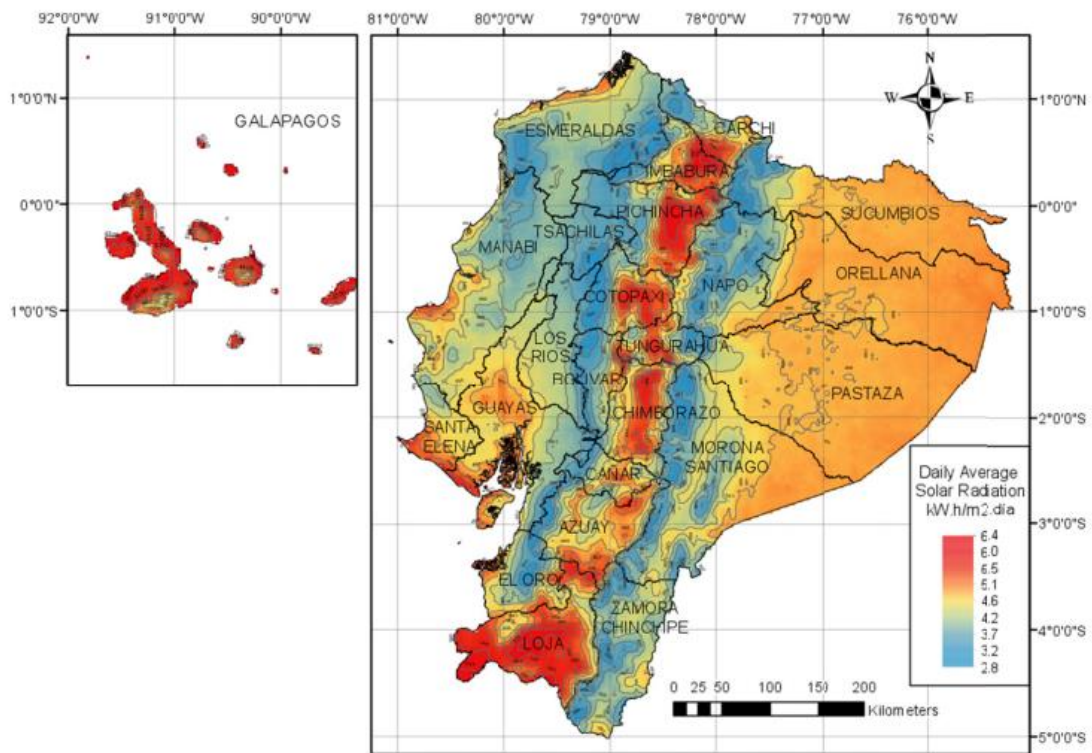 92°0'0"W 91°0'0"W 90°0'0"W
1°0'0"N
0°0'0"
1°0'0"S
GALAPAGOS
81°0'0"W 80°0'0"W 79°0'0"W 78°0'0"W 77°0'0"W 76°0'0"W
N
W E
S
1°0'0"N
0°0'0"
1°0'0"S
2°0'0"S
3°0'0"S
4°0'0"S
5°0'0"S
ESMERALDAS
CARCHI
IMBABURA
PICHINCHA
SUCUMBIOS
TSACHILAS
MANABI
ORELLANA
NAPO
COTOPAXI
LOS
RIOS
TUNGURAHUA
BOLIVAR
PASTAZA
GUAYAS
CHIMBORAZO
SANTA
ELENA
MORONA
SANTIAGO
CAÑAR
AZUAY
EL ORO
ZAMORA
CHINCHIPE
LOJA
Daily Average
Solar Radiation
kW.h/m2.día
6.4
6.0
6.5
5.1
4.6
4.2
3.7
3.2
2.8
0 25 50 100 150 200
Kilometers